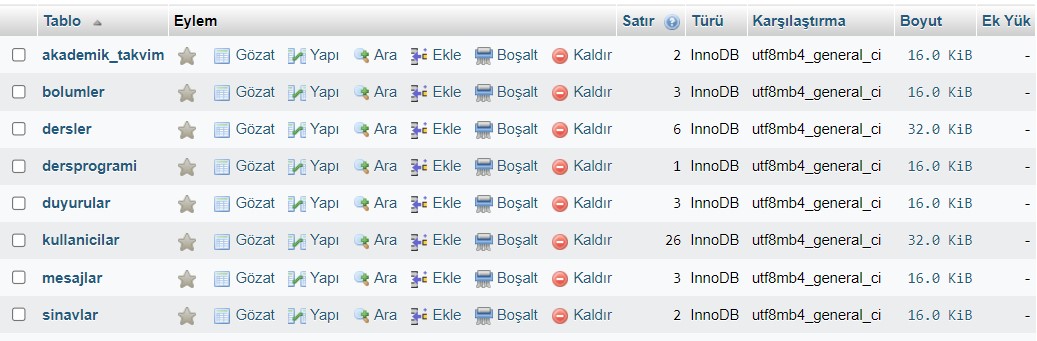 Tablo Eylem Satır Türü Karşılaştırma Boyut Ek Yük
akademik_takvim Gözat Yapı Ara Ekle Boşalt Kaldır 2 InnoDB utf8mb4_general_ci 16.0 KiB -
bolumler Gözat Yapı Ara Ekle Boşalt Kaldır 3 InnoDB utf8mb4_general_ci 16.0 KiB -
dersler Gözat Yapı Ara Ekle Boşalt Kaldır 6 InnoDB utf8mb4_general_ci 32.0 KiB -
dersprogrami Gözat Yapı Ara Ekle Boşalt Kaldır 1 InnoDB utf8mb4_general_ci 16.0 KiB -
duyurular Gözat Yapı Ara Ekle Boşalt Kaldır 3 InnoDB utf8mb4_general_ci 16.0 KiB -
kullanicilar Gözat Yapı Ara Ekle Boşalt Kaldır 26 InnoDB utf8mb4_general_ci 32.0 KiB -
mesajlar Gözat Yapı Ara Ekle Boşalt Kaldır 3 InnoDB utf8mb4_general_ci 16.0 KiB -
sinavlar Gözat Yapı Ara Ekle Boşalt Kaldır 2 InnoDB utf8mb4_general_ci 16.0 KiB -